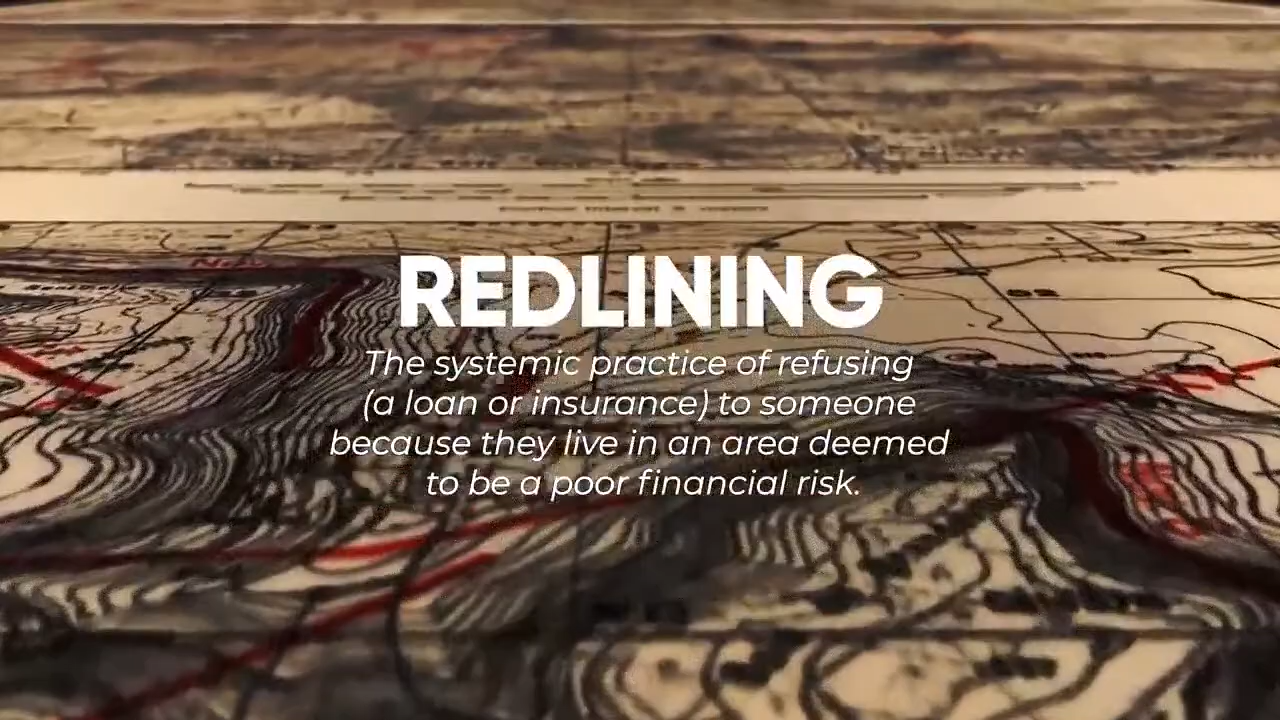 REDLINING
The systemic practice of refusing
(a loan or insurance) to someone
because they live in an area deemed
to be a poor financial risk.